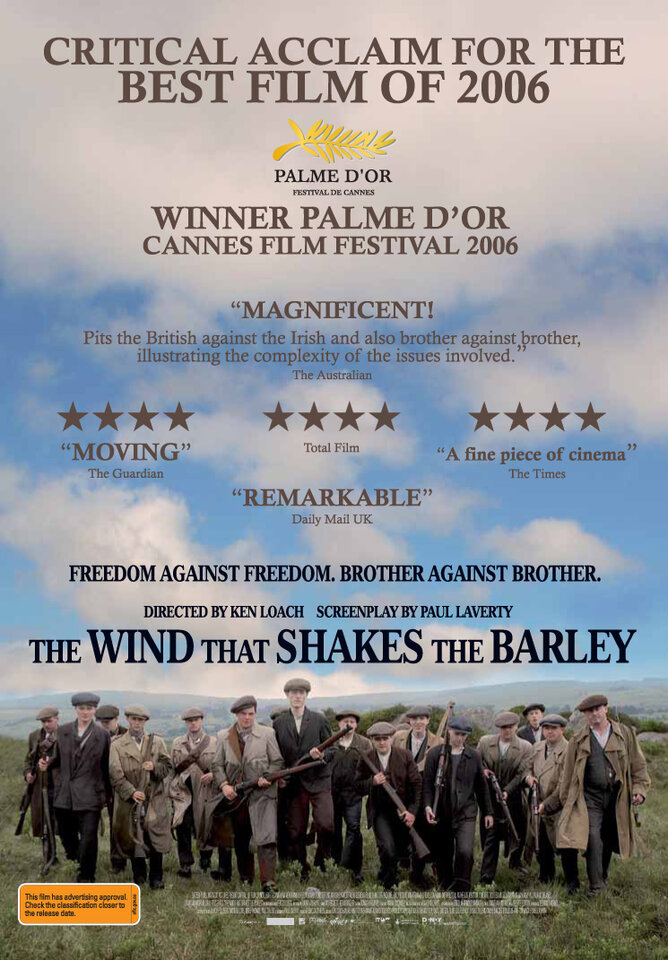 CRITICAL ACCLAIM FOR THE
BEST FILM OF 2006
PALME D'OR
FESTIVAL DE CANNES
WINNER PALME D'OR
CANNES FILM FESTIVAL 2006
“MAGNIFICENT!
Pits the British against the Irish and also brother against brother,
illustrating the complexity of the issues involved.”
The Australian
“MOVING”
The Guardian
Total Film
“A fine piece of cinema”
The Times
“REMARKABLE”
Daily Mail UK
FREEDOM AGAINST FREEDOM. BROTHER AGAINST BROTHER.
DIRECTED BY KEN LOACH SCREENPLAY BY PAUL LAVERTY
THE WIND THAT SHAKES THE BARLEY
This film has advertising approval.
Check the classification closer to
the release date.